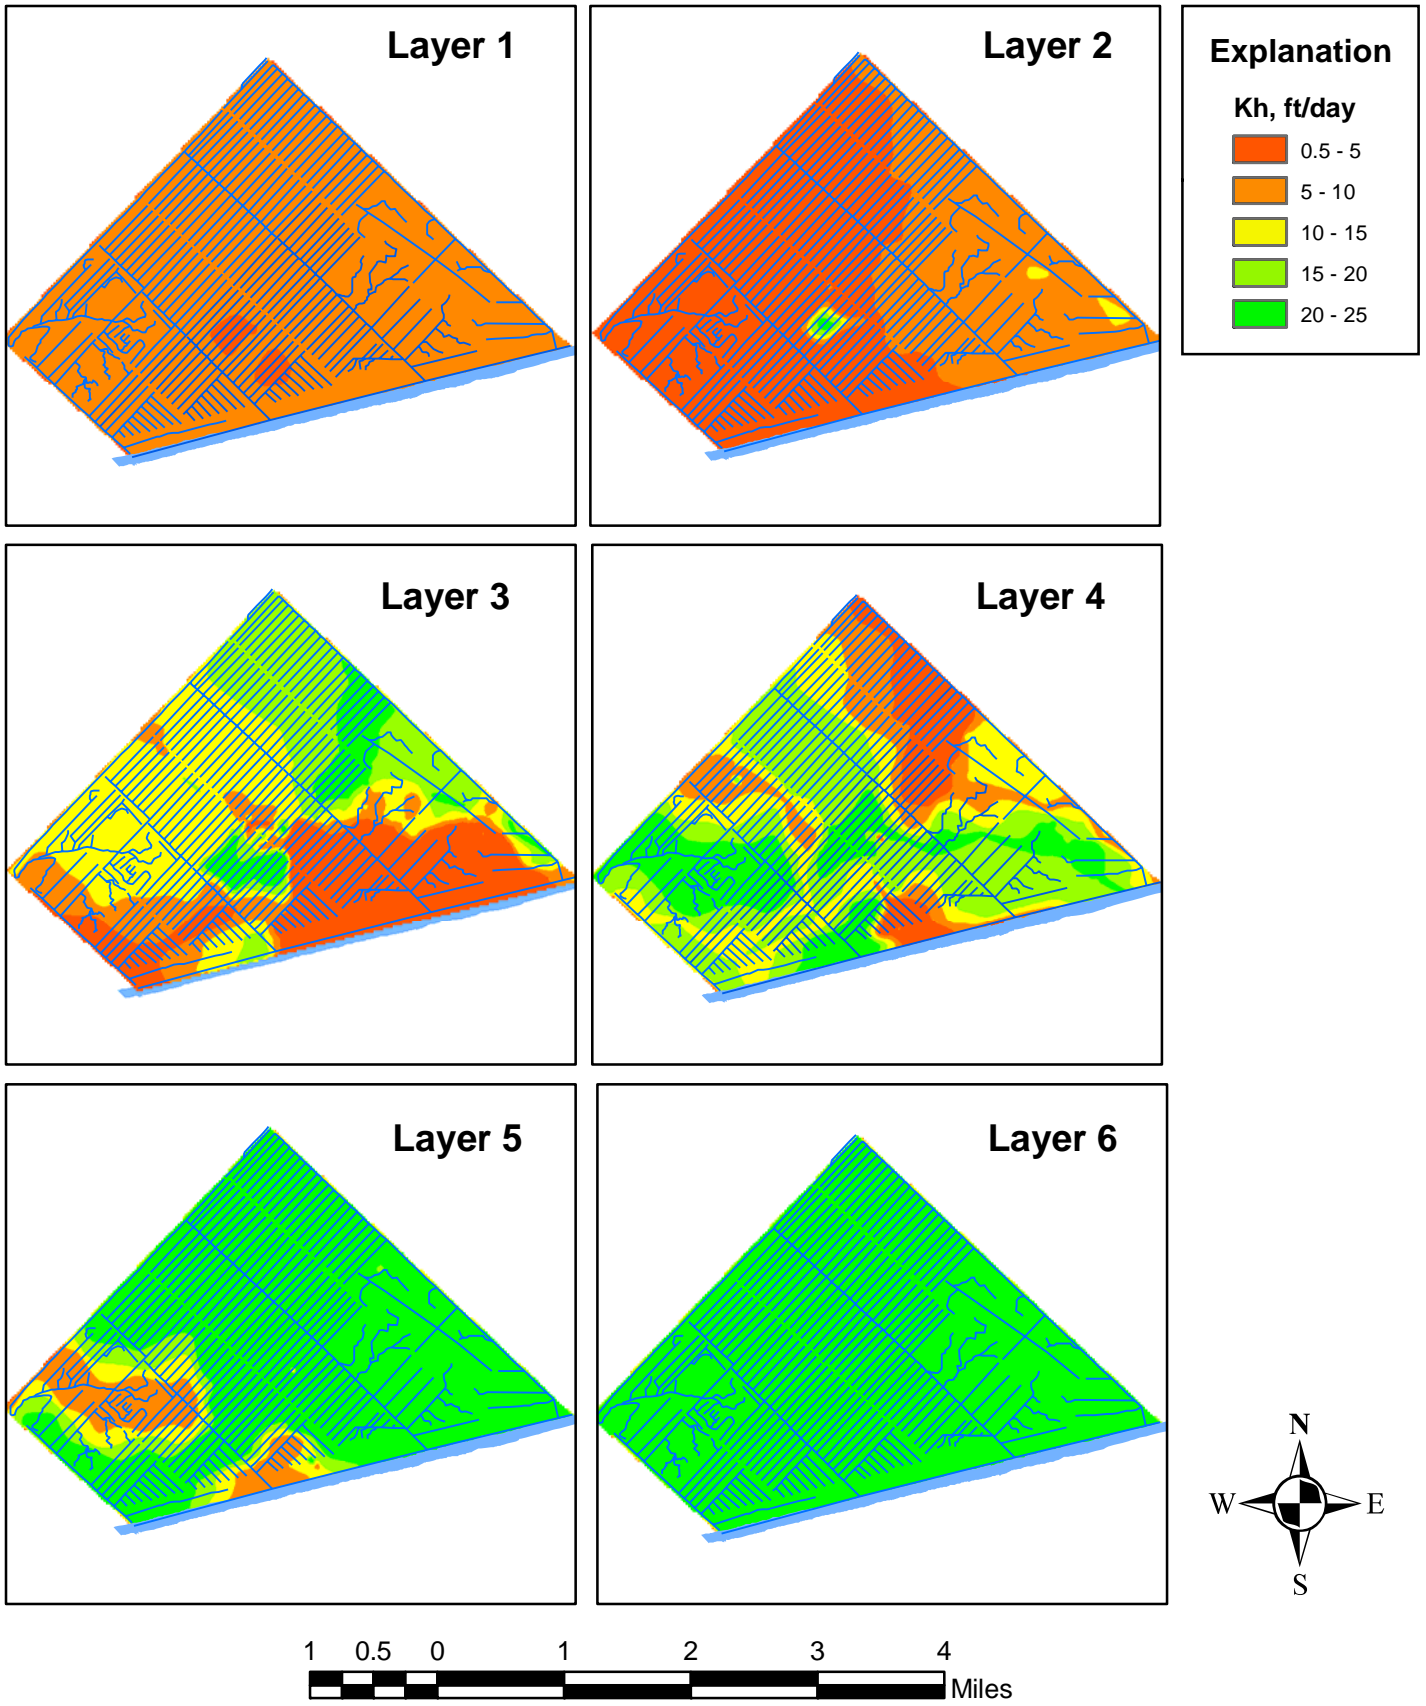 Layer 1
Layer 2
Explanation
Kh, ft/day
0.5 - 5
5 - 10
10 - 15
15 - 20
20 - 25
Layer 3
Layer 4
Layer 5
Layer 6
N
W E
S
1 0.5 0 1 2 3 4
Miles